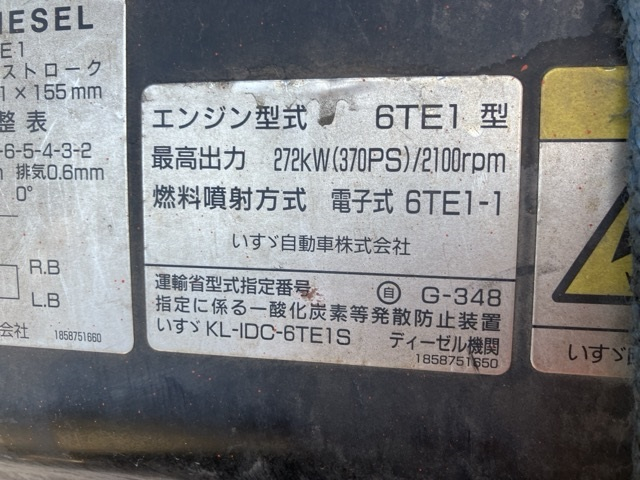 DIESEL
E1
ストローク
1×155mm
整表
-6-5-4-3-2
排気0.6mm
0°
R.B
L.B
会社
1858751660
エンジン型式 6TE1 型
最高出力 272kW(370PS)/2,100rpm
燃料噴射方式 電子式 6TE1-1
いすゞ自動車株式会社
運輸省型式指定番号 自 G-348
指定に係る一酸化炭素等発散防止装置
いすゞ KL-IDC-6TE1S ディーゼル機関
1858751650
いすゞ自